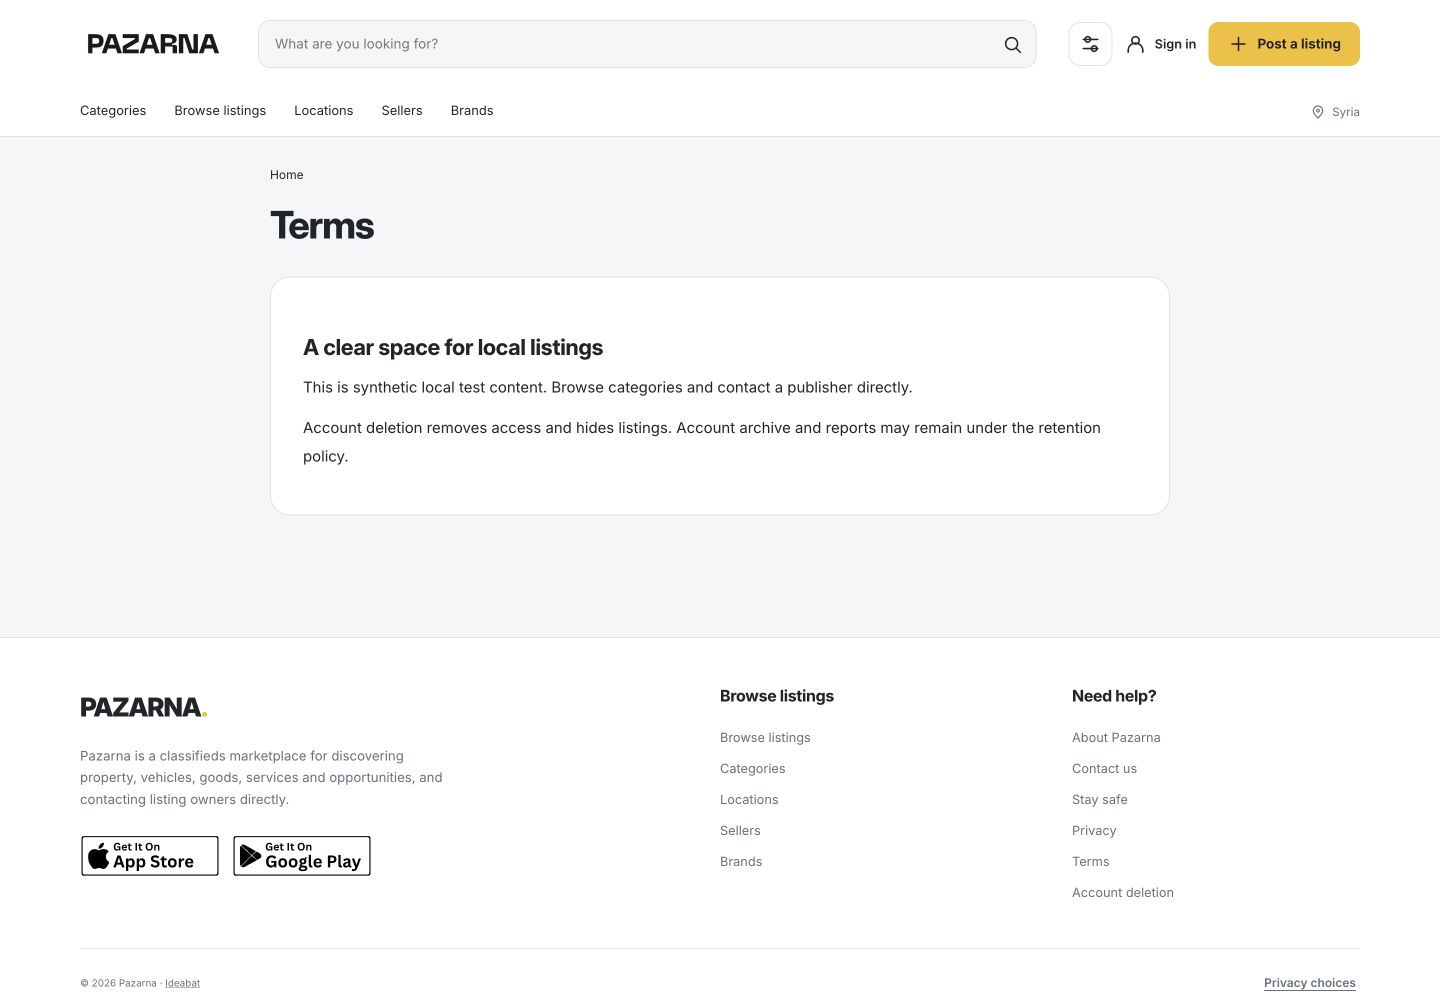 PAZARNA
What are you looking for?
Sign in
Post a listing
Categories
Browse listings
Locations
Sellers
Brands
Syria
Home
Terms
A clear space for local listings
This is synthetic local test content. Browse categories and contact a publisher directly.
Account deletion removes access and hides listings. Account archive and reports may remain under the retention
policy.
PAZARNA.
Pazarna is a classifieds marketplace for discovering
property, vehicles, goods, services and opportunities, and
contacting listing owners directly.
Get It On
App Store
Get It On
Google Play
Browse listings
Browse listings
Categories
Locations
Sellers
Brands
Need help?
About Pazarna
Contact us
Stay safe
Privacy
Terms
Account deletion
© 2026 Pazarna · Ideabat
Privacy choices